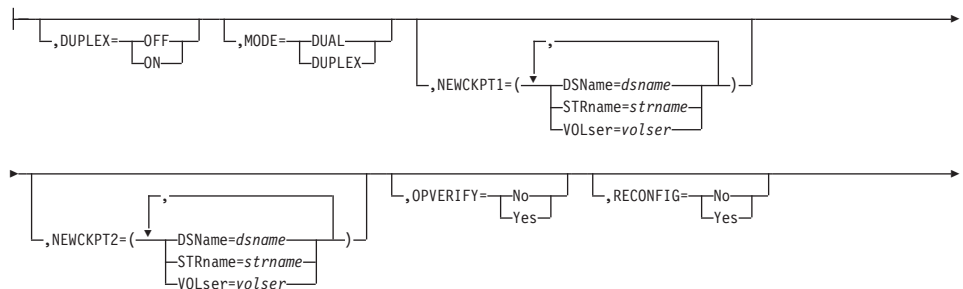 ,DUPLEX= OFF
ON
,MODE= DUAL
DUPLEX
,
,NEWCKPT1=( DSName=dsname )
STRname=strname
VOLser=volser
,
,NEWCKPT2=( DSName=dsname )
STRname=strname
VOLser=volser
,OPVERIFY= No
Yes
,RECONFIG= No
Yes